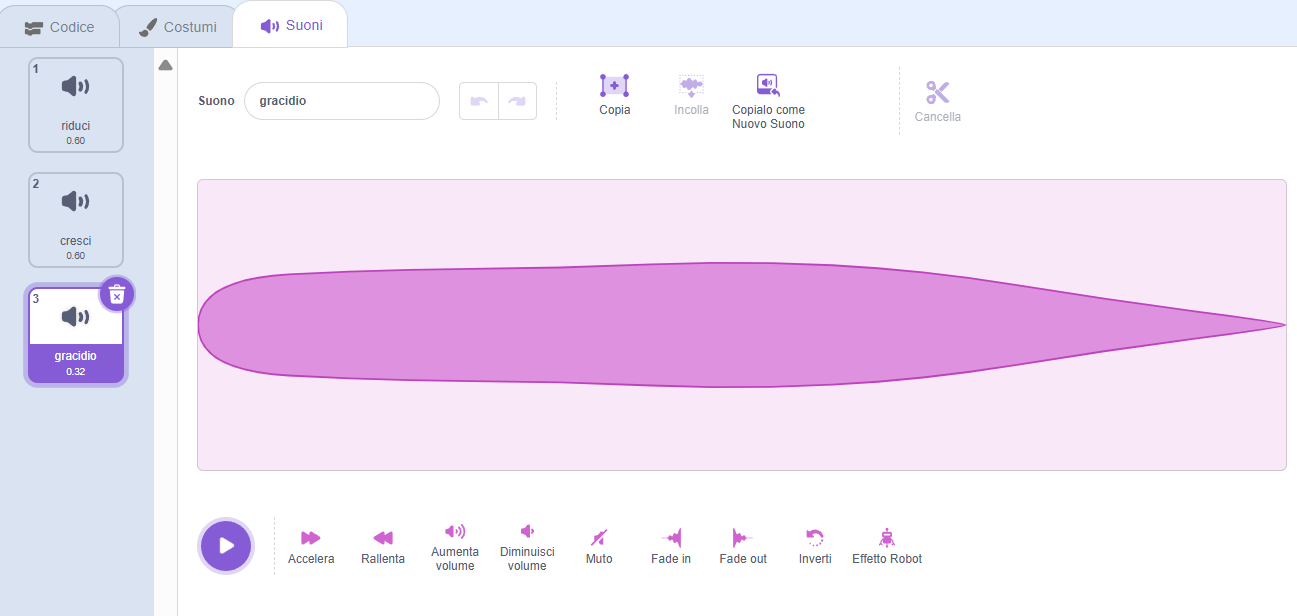 Codice
Costumi
Suoni
1
riduci
0.60
2
cresci
0.60
3
gracidio
0.32
Suono
gracidio
Copia
Incolla
Copialo come
Nuovo Suono
Cancella
Accelera
Rallenta
Aumenta
volume
Diminuisci
volume
Muto
Fade in
Fade out
Inverti
Effetto Robot